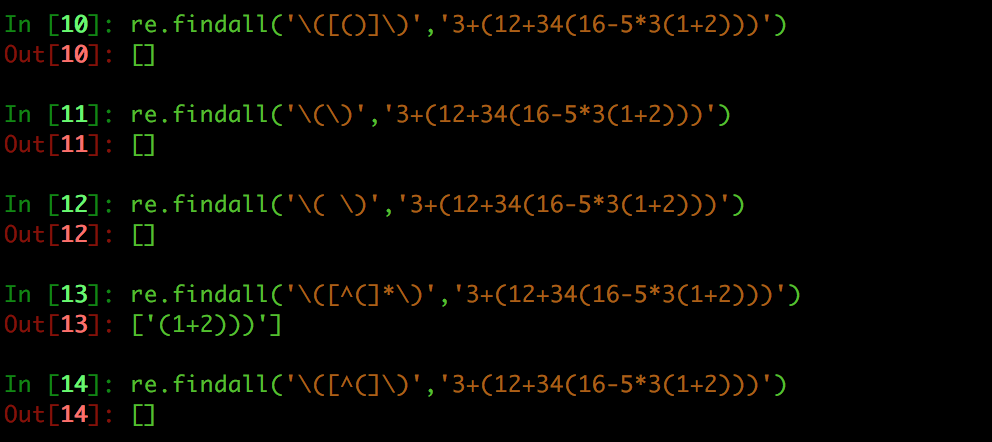 In [10]: re.findall('\([()]\)','3+(12+34(16-5*3(1+2)))')
Out[10]: []
In [11]: re.findall('\(\)','3+(12+34(16-5*3(1+2)))')
Out[11]: []
In [12]: re.findall('\( \)','3+(12+34(16-5*3(1+2)))')
Out[12]: []
In [13]: re.findall('\([^(]*\)','3+(12+34(16-5*3(1+2)))')
Out[13]: ['(1+2)))']
In [14]: re.findall('\([^(]\)','3+(12+34(16-5*3(1+2)))')
Out[14]: []